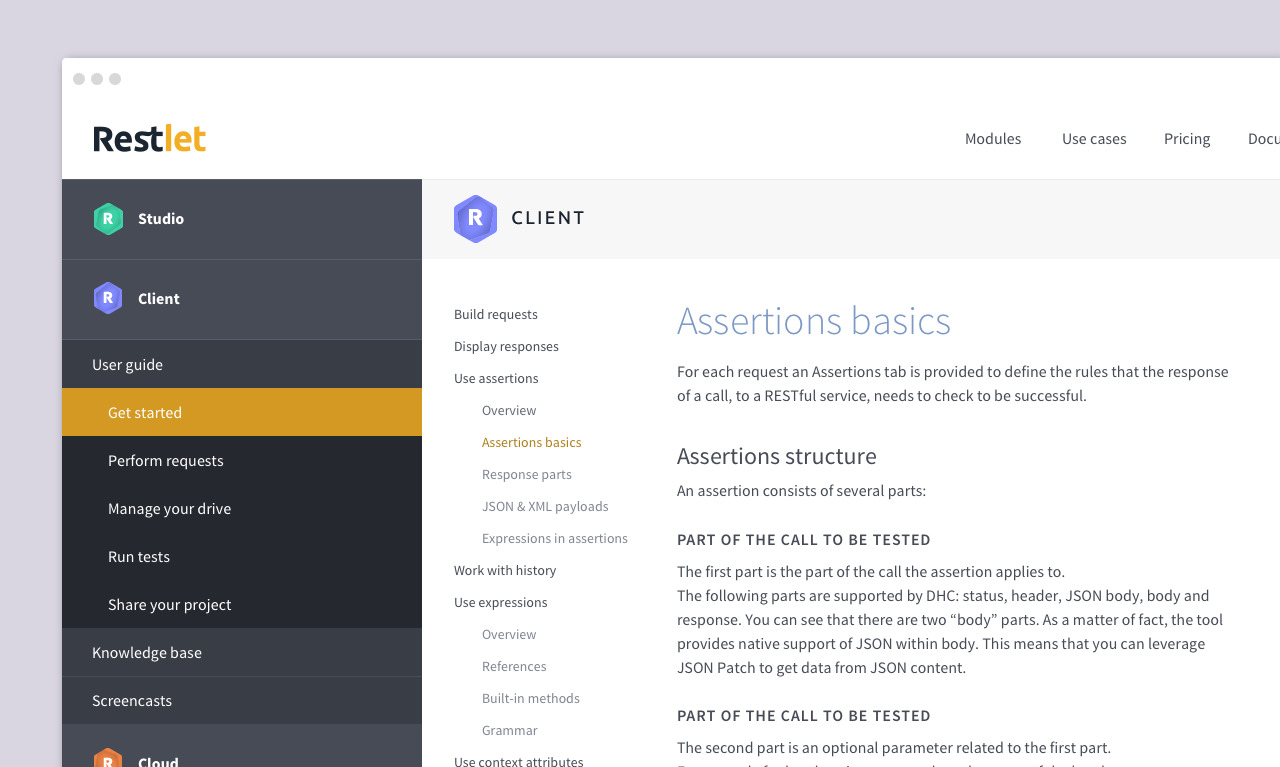 Restlet
Modules
Use cases
Pricing
R
Studio
R
Client
User guide
Get started
Perform requests
Manage your drive
Run tests
Share your project
Knowledge base
Screencasts
R
Cloud
R
CLIENT
Build requests
Display responses
Use assertions
Overview
Assertions basics
Response parts
JSON & XML payloads
Expressions in assertions
Work with history
Use expressions
Overview
References
Built-in methods
Grammar
Use context attributes
Assertions basics
For each request an Assertions tab is provided to define the rules that the response
of a call, to a RESTful service, needs to check to be successful.
Assertions structure
An assertion consists of several parts:
PART OF THE CALL TO BE TESTED
The first part is the part of the call the assertion applies to.
The following parts are supported by DHC: status, header, JSON body, body and
response. You can see that there are two “body” parts. As a matter of fact, the tool
provides native support of JSON within body. This means that you can leverage
JSON Patch to get data from JSON content.
PART OF THE CALL TO BE TESTED
The second part is an optional parameter related to the first part.